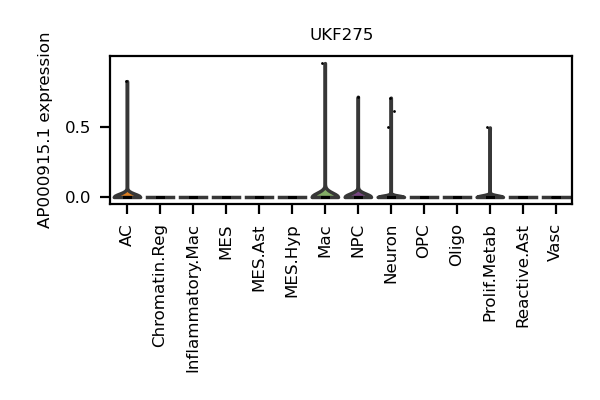 UKF275
AP000915.1 expression
0.5
0.0
AC
Chromatin.Reg
Inflammatory.Mac
MES
MES.Ast
MES.Hyp
Mac
NPC
Neuron
OPC
Oligo
Prolif.Metab
Reactive.Ast
Vasc